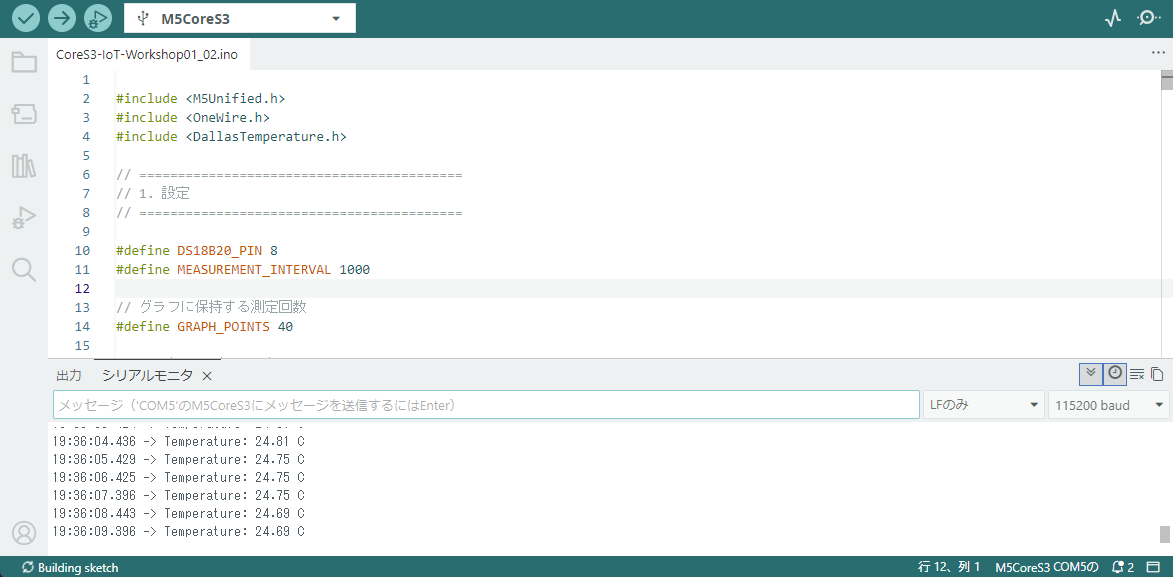 M5CoreS3
CoreS3-IoT-Workshop01_02.ino
1
2 #include <M5Unified.h>
3 #include <OneWire.h>
4 #include <DallasTemperature.h>
5
6 // ==========================================
7 // 1. 設定
8 // ==========================================
9
10 #define DS18B20_PIN 8
11 #define MEASUREMENT_INTERVAL 1000
12
13 // グラフに保持する測定回数
14 #define GRAPH_POINTS 40
15
出力 シリアルモニタ
メッセージ（'COM5'のM5CoreS3にメッセージを送信するにはEnter） LFのみ 115200 baud
19:36:04.436 -> Temperature: 24.81 C
19:36:05.429 -> Temperature: 24.75 C
19:36:06.425 -> Temperature: 24.75 C
19:36:07.396 -> Temperature: 24.75 C
19:36:08.443 -> Temperature: 24.69 C
19:36:09.396 -> Temperature: 24.69 C
Building sketch 行 12、列 1 M5CoreS3 COM5の 2